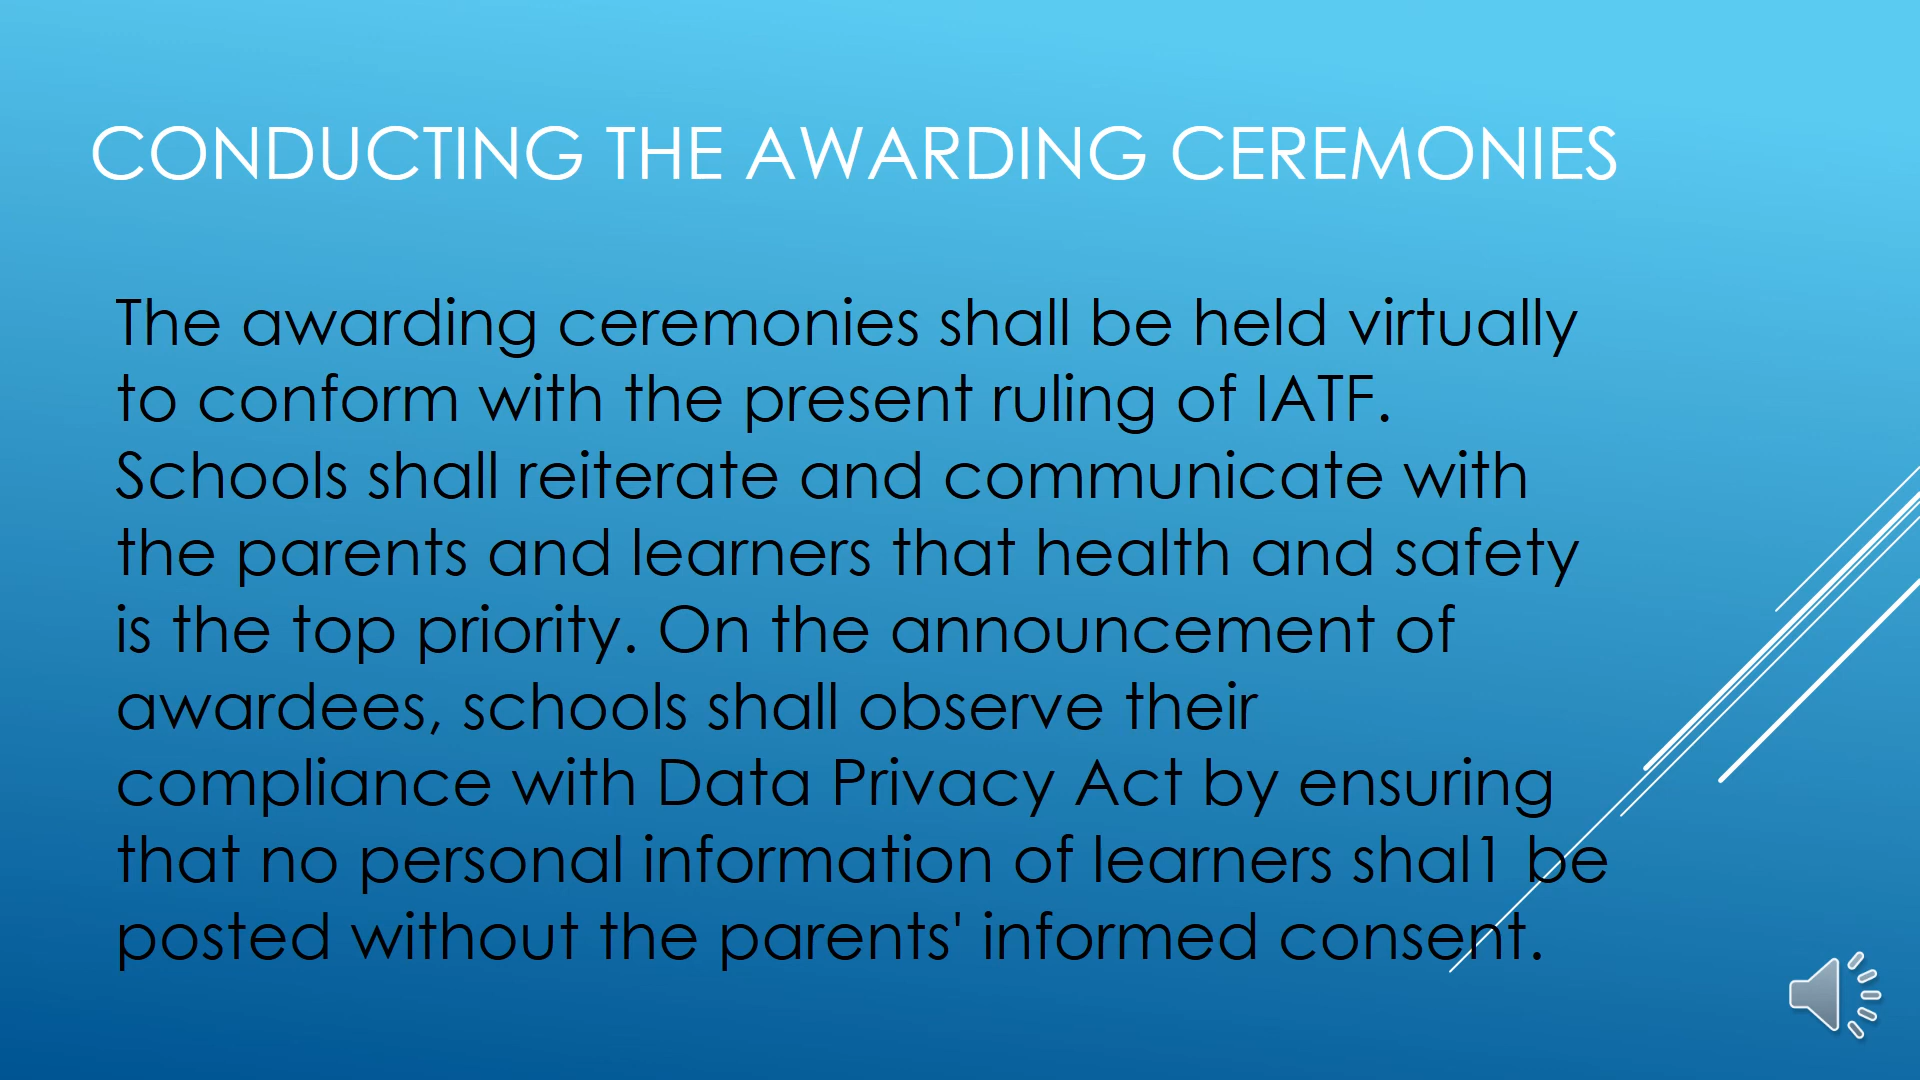 CONDUCTING THE AWARDING CEREMONIES
The awarding ceremonies shall be held virtually
to conform with the present ruling of IATF.
Schools shall reiterate and communicate with
the parents and learners that health and safety
is the top priority. On the announcement of
awardees, schools shall observe their
compliance with Data Privacy Act by ensuring
that no personal information of learners shal1 be
posted without the parents' informed consent.